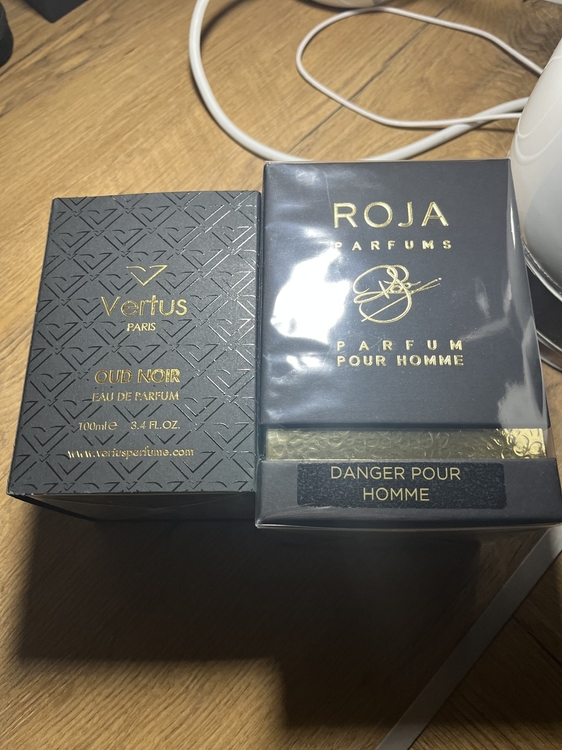 Vertus
PARIS
OUD NOIR
EAU DE PARFUM
100ml e 3.4 FL.OZ.
www.vertusperfume.com
ROJA
PARFUMS
PARFUM
POUR HOMME
DANGER POUR
HOMME